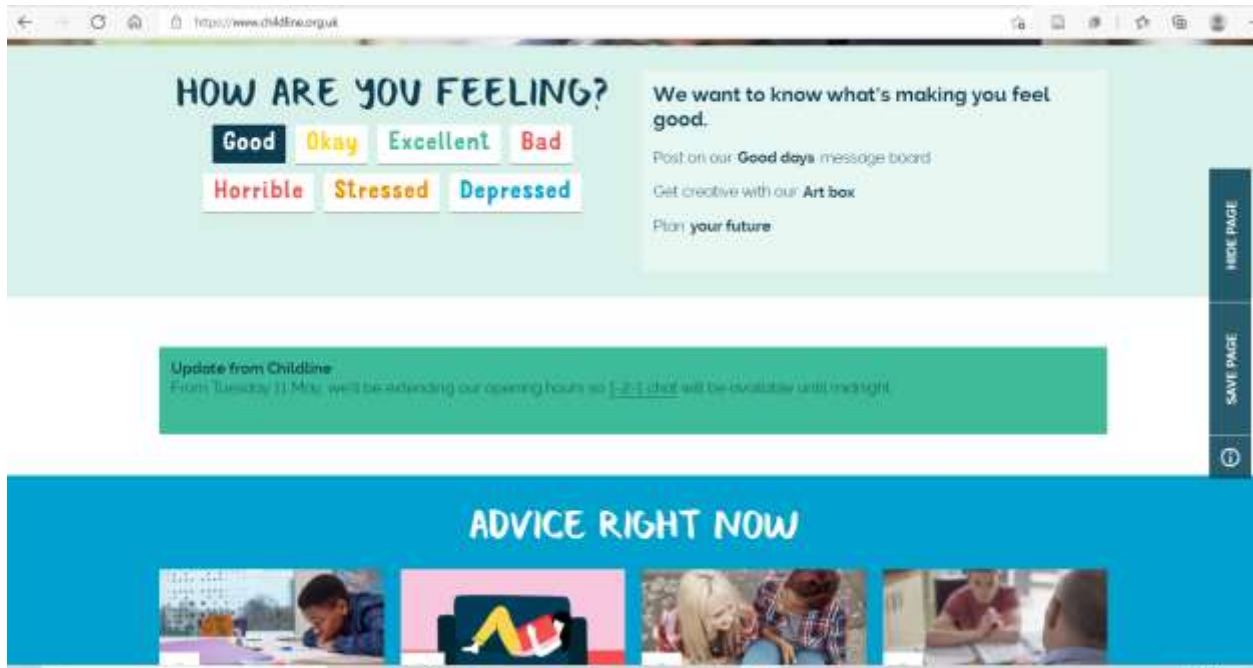 https://www.childline.org.uk
HOW ARE YOU FEELING?
Good Okay Excellent Bad
Horrible Stressed Depressed
We want to know what's making you feel
good.
Post on our Good days message board
Get creative with our Art box
Plan your future
HIDE PAGE
SAVE PAGE
Update from Childline
From Tuesday 11 May, we'll be extending our opening hours so 1-2-1 chat will be available until midnight.
ADVICE RIGHT NOW